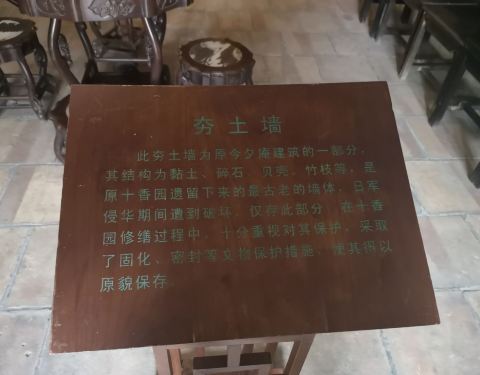 夯土墙
此夯土墙为原今夕庵建筑的一部分，
其结构为黏土、碎石、贝壳、竹枝等，是
原十香园遗留下来的最古老的墙体，日军
侵华期间遭到破坏，仅存此部分。在十香
园修缮过程中，十分重视对其保护，采取
了固化、密封等文物保护措施，使其得以
原貌保存。